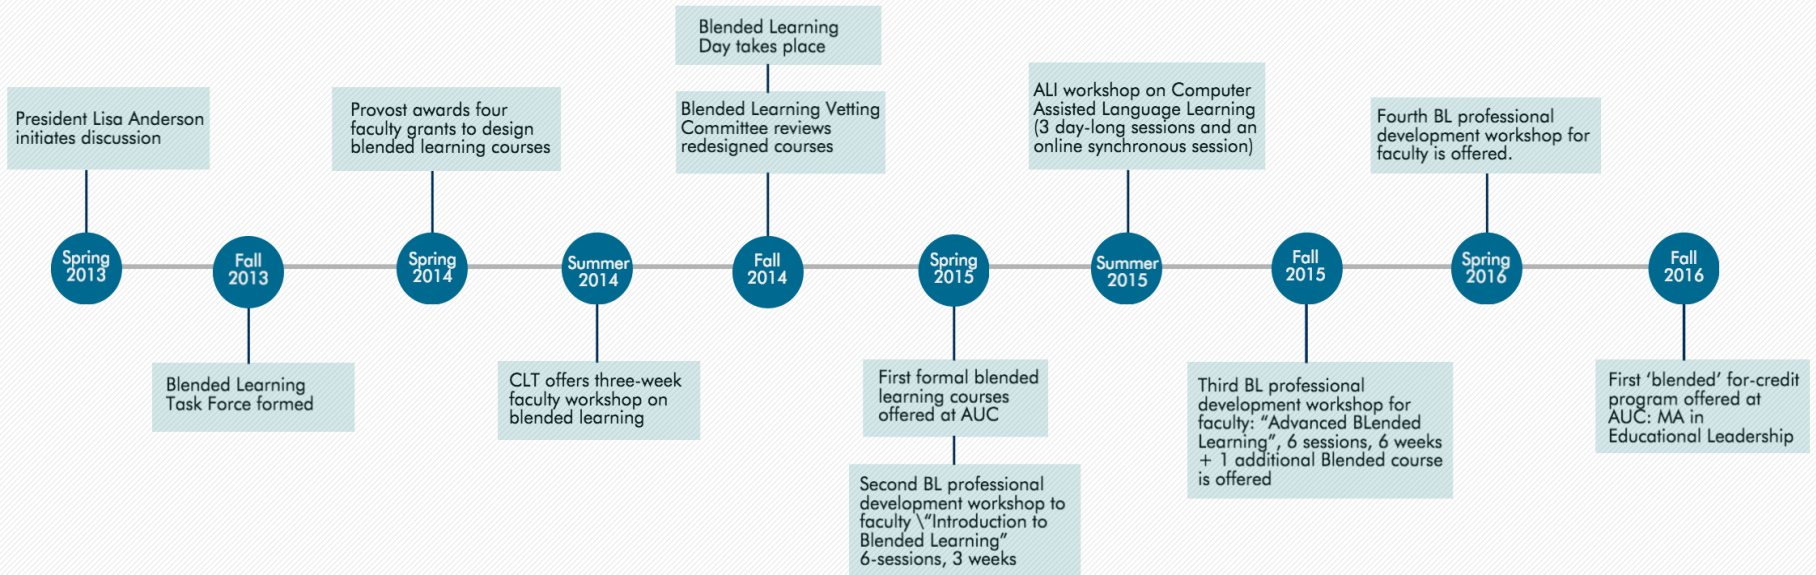 President Lisa Anderson
initiates discussion
Spring
2013
Fall
2013
Blended Learning
Task Force formed
Provost awards four
faculty grants to design
blended learning courses
Spring
2014
Summer
2014
CLT offers three-week
faculty workshop on
blended learning
Blended Learning
Day takes place
Blended Learning Vetting
Committee reviews
redesigned courses
Fall
2014
Spring
2015
First formal blended
learning courses
offered at AUC
Second BL professional
development workshop to
faculty \“Introduction to
Blended Learning”
6-sessions, 3 weeks
ALI workshop on Computer
Assisted Language Learning
(3 day-long sessions and an
online synchronous session)
Summer
2015
Fall
2015
Third BL professional
development workshop for
faculty: “Advanced BLended
Learning”, 6 sessions, 6 weeks
+ 1 additional Blended course
is offered
Fourth BL professional
development workshop for
faculty is offered.
Spring
2016
Fall
2016
First ‘blended’ for-credit
program offered at
AUC: MA in
Educational Leadership